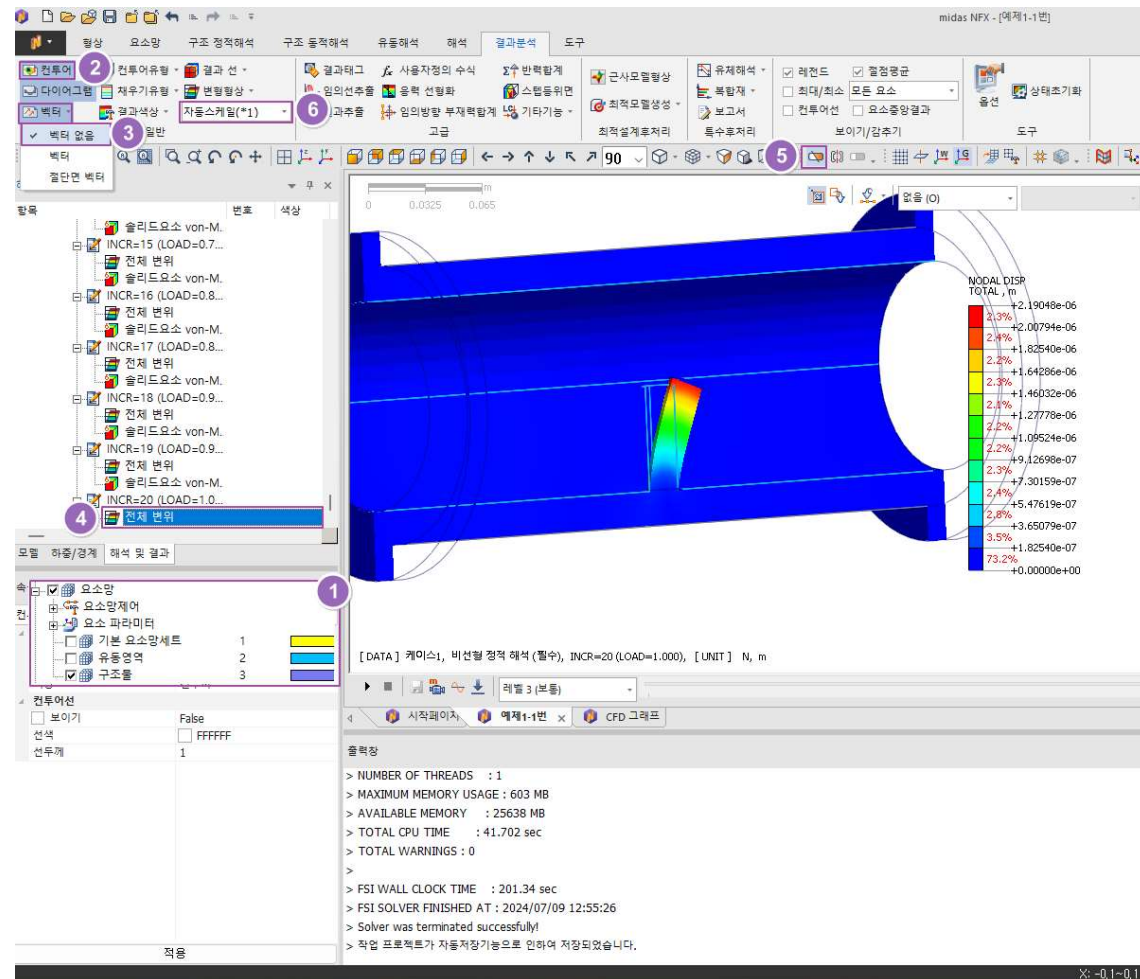 midas NFX - [예제1-1번]
형상 요소망 구조 정적해석 구조 동적해석 유동해석 해석 결과분석 도구
컨투어 2 컨투어유형 결과 선 결과태그 사용자정의 수식 반력합계 근사모델형상 유체해석 레전드 절점평균
다이어그램 채우기유형 변형형상 임의선추출 응력 선형화 스텝등위면 복합재 최대/최소 모든 요소 옵션 상태초기화
벡터 결과색상 자동스케일(*1) 6 과추출 임의방향 부재력합계 기타기능 최적모델생성 보고서 컨투어선 요소중앙결과
벡터 없음 3 일반 고급 최적설계후처리 특수후처리 보이기/감추기 도구
벡터 90 5
절단면 벡터
m
0 0.0325 0.065
없음 (O)
항목 번호 색상
솔리드요소 von-M.
INCR=15 (LOAD=0.7...
전체 변위
솔리드요소 von-M.
INCR=16 (LOAD=0.8...
전체 변위
솔리드요소 von-M.
INCR=17 (LOAD=0.8...
전체 변위
솔리드요소 von-M.
INCR=18 (LOAD=0.9...
전체 변위
솔리드요소 von-M.
INCR=19 (LOAD=0.9...
전체 변위
솔리드요소 von-M.
INCR=20 (LOAD=1.0...
4 전체 변위
모델 하중/경계 해석 및 결과
NODAL DISP
TOTAL , m
+2.19048e-06
2.3%
+2.00794e-06
2.4%
+1.82540e-06
2.2%
+1.64286e-06
2.3%
+1.46032e-06
2.1%
+1.27778e-06
2.2%
+1.09524e-06
2.2%
+9.12698e-07
2.3%
+7.30159e-07
2.4%
+5.47619e-07
2.8%
+3.65079e-07
3.5%
+1.82540e-07
73.2%
+0.00000e+00
요소망 1
요소망제어
요소 파라미터
기본 요소망세트 1
유동영역 2
구조물 3
컨투어선
보이기 False
선색 FFFFFF
선두께 1
적용
[ DATA ] 케이스1, 비선형 정적 해석 (필수), INCR=20 (LOAD=1.000), [ UNIT ] N, m
레벨 3 (보통)
시작페이지 예제1-1번 x CFD 그래프
출력창
> NUMBER OF THREADS : 1
> MAXIMUM MEMORY USAGE : 603 MB
> AVAILABLE MEMORY : 25638 MB
> TOTAL CPU TIME : 41.702 sec
> TOTAL WARNINGS : 0
>
> FSI WALL CLOCK TIME : 201.34 sec
> FSI SOLVER FINISHED AT : 2024/07/09 12:55:26
> Solver was terminated successfully!
> 작업 프로젝트가 자동저장기능으로 인하여 저장되었습니다.
X: -0.1~0.1